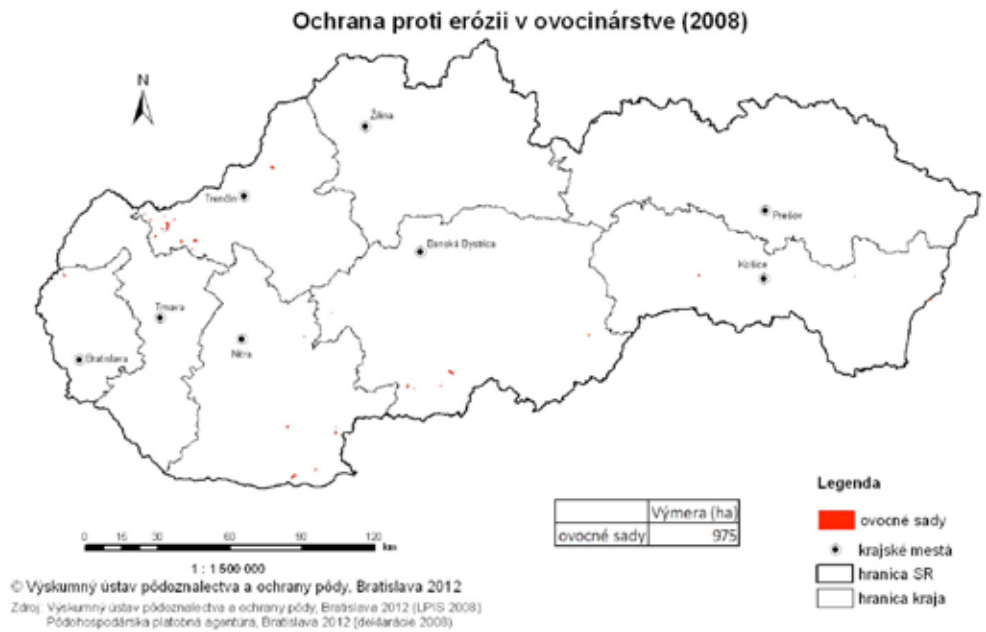 Ochrana proti erózii v ovocinárstve (2008)
N
Žilina
Trenčín
Prešov
Banská Bystrica
Košice
Trnava
Nitra
Bratislava
Legenda
Výmera (ha)
ovocné sady 975
ovocné sady
krajské mestá
hranica SR
hranica kraja
0 15 30 60 90 120
km
1 : 1 500 000
© Výskumný ústav pôdoznalectva a ochrany pôdy, Bratislava 2012
Zdroj: Výskumný ústav pôdoznalectva a ochrany pôdy, Bratislava 2012 (LPIS 2008)
Pôdohospodárska platobná agentúra, Bratislava 2012 (deklarácie 2008)